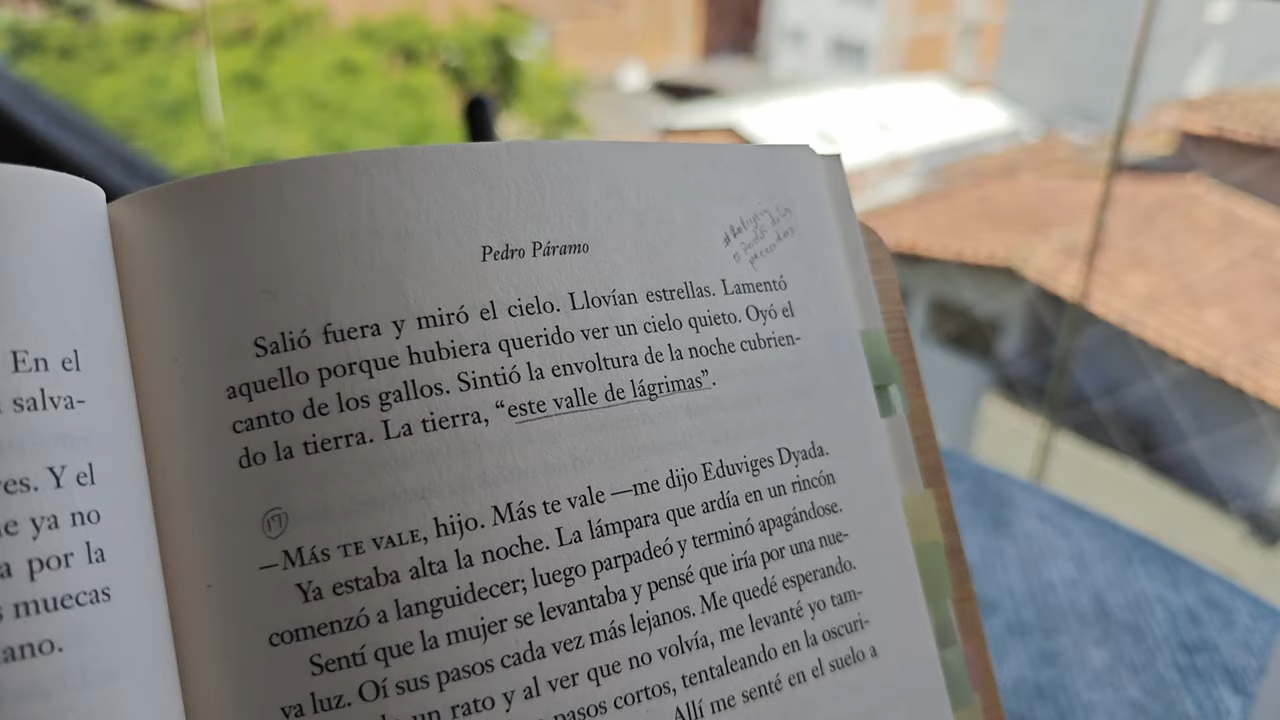 En el
salva-
res. Y el
ya no
a por la
muecas
ano.
Pedro Páramo
Salió fuera y miró el cielo. Llovían estrellas. Lamentó
aquello porque hubiera querido ver un cielo quieto. Oyó el
canto de los gallos. Sintió la envoltura de la noche cubrien-
do la tierra. La tierra, “este valle de lágrimas”.
17
—MÁS TE VALE, hijo. Más te vale —me dijo Eduviges Dyada.
Ya estaba alta la noche. La lámpara que ardía en un rincón
comenzó a languidecer; luego parpadeó y terminó apagándose.
Sentí que la mujer se levantaba y pensé que iría por una nue-
va luz. Oí sus pasos cada vez más lejanos. Me quedé esperando.
un rato y al ver que no volvía, me levanté yo tam-
pasos cortos, tentaleando en la oscuri-
Allí me senté en el suelo a